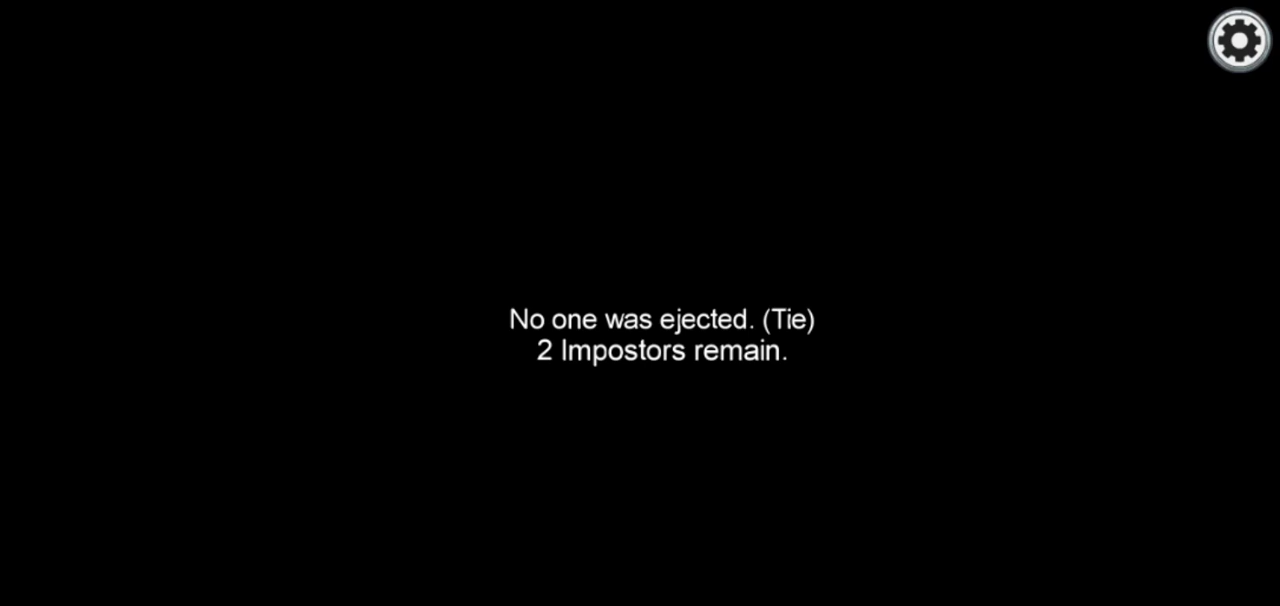 No one was ejected. (Tie)
2 Impostors remain.